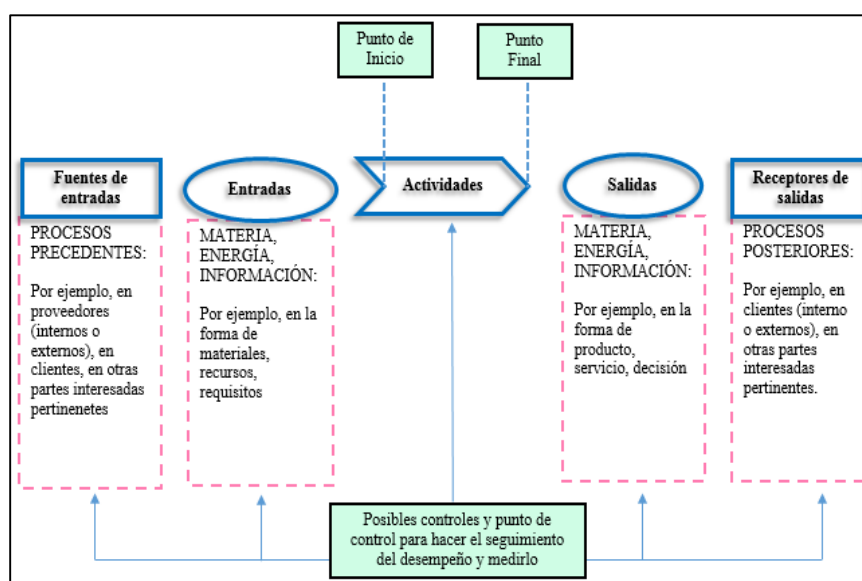 Punto de
Inicio
Punto
Final
Fuentes de
entradas
Entradas
Actividades
Salidas
Receptores de
salidas
PROCESOS
PRECEDENTES:
Por ejemplo, en
proveedores
(internos o
externos), en
clientes, en otras
partes interesadas
pertinenetes
MATERIA,
ENERGÍA,
INFORMACIÓN:
Por ejemplo, en la
forma de
materiales,
recursos,
requisitos
MATERIA,
ENERGÍA,
INFORMACIÓN:
Por ejemplo, en la
forma de
producto,
servicio, decisión
PROCESOS
POSTERIORES:
Por ejemplo, en
clientes (interno
o externos), en
otras partes
interesadas
pertinentes.
Posibles controles y punto de
control para hacer el seguimiento
del desempeño y medirlo